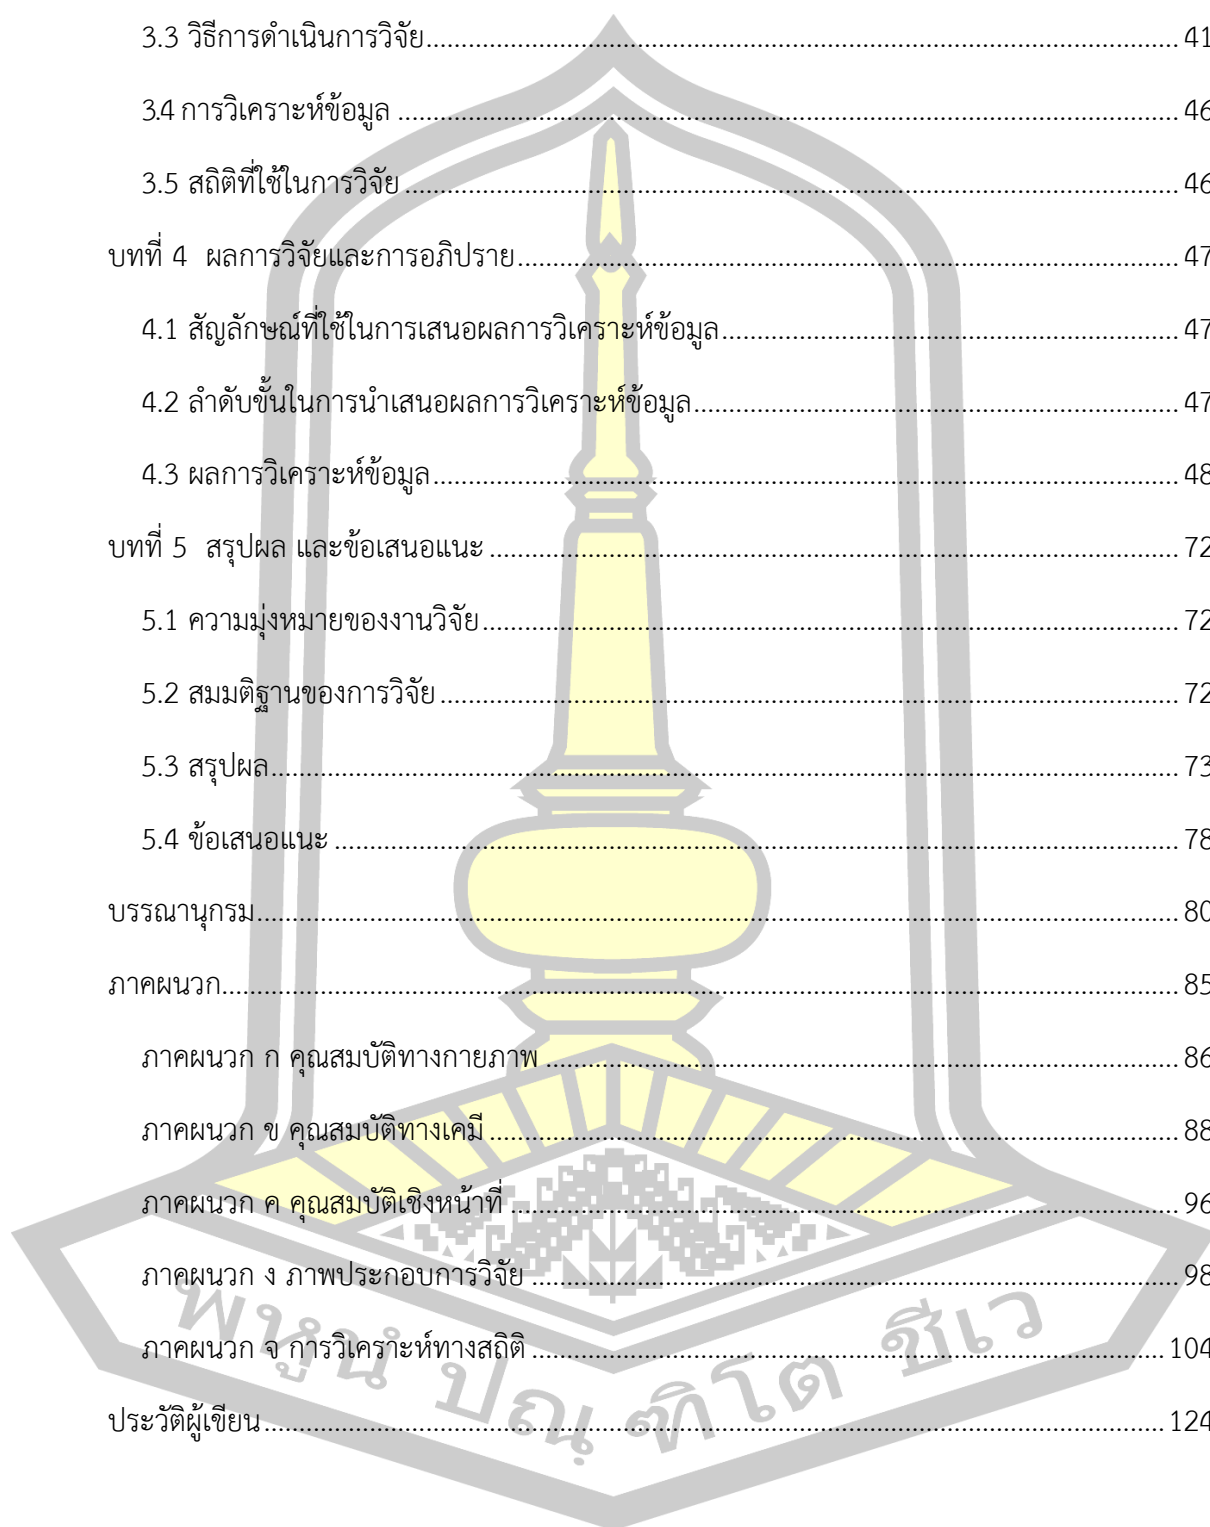 3.3 วิธีการดำเนินการวิจัย.......... 41
3.4 การวิเคราะห์ข้อมูล .......... 46
3.5 สถิติที่ใช้ในการวิจัย .......... 46
บทที่ 4 ผลการวิจัยและการอภิปราย.......... 47
4.1 สัญลักษณ์ที่ใช้ในการเสนอผลการวิเคราะห์ข้อมูล.......... 47
4.2 ลำดับขั้นในการนำเสนอผลการวิเคราะห์ข้อมูล.......... 47
4.3 ผลการวิเคราะห์ข้อมูล.......... 48
บทที่ 5 สรุปผล และข้อเสนอแนะ .......... 72
5.1 ความมุ่งหมายของงานวิจัย.......... 72
5.2 สมมติฐานของการวิจัย .......... 72
5.3 สรุปผล.......... 73
5.4 ข้อเสนอแนะ .......... 78
บรรณานุกรม.......... 80
ภาคผนวก.......... 85
ภาคผนวก ก คุณสมบัติทางกายภาพ .......... 86
ภาคผนวก ข คุณสมบัติทางเคมี .......... 88
ภาคผนวก ค คุณสมบัติเชิงหน้าที่ .......... 96
ภาคผนวก ง ภาพประกอบการวิจัย .......... 98
ภาคผนวก จ การวิเคราะห์ทางสถิติ .......... 104
ประวัติผู้เขียน .......... 124
พหูนํ ปณฺฑิโต ชีเว